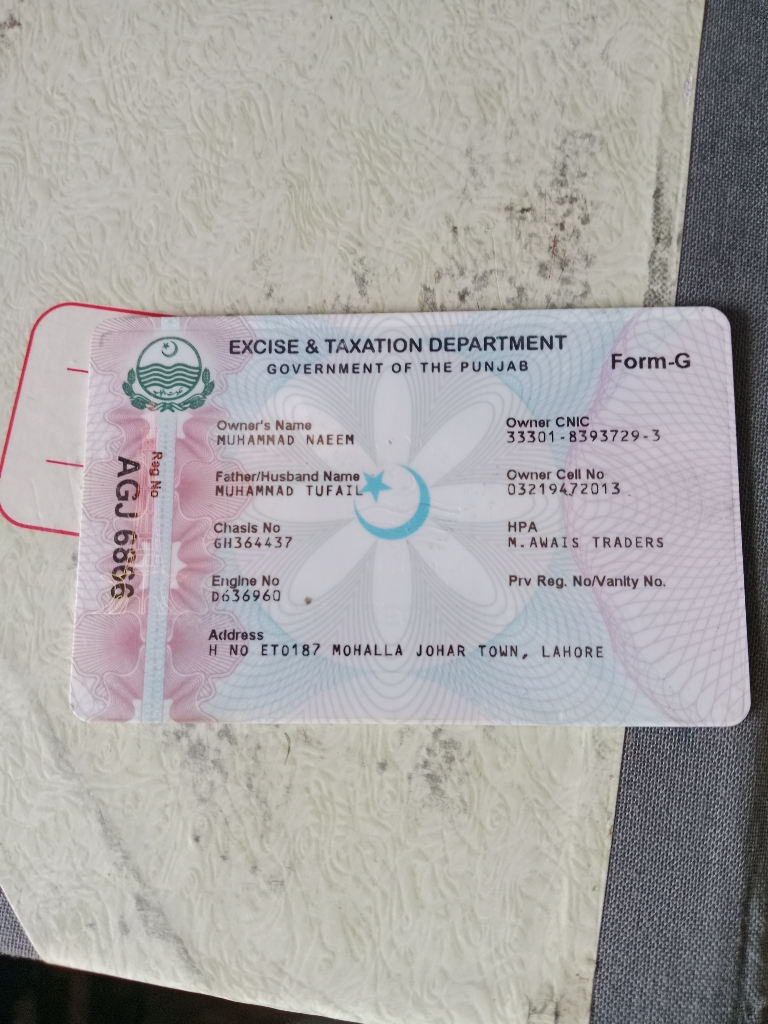 EXCISE & TAXATION DEPARTMENT
GOVERNMENT OF THE PUNJAB
Form-G
Reg No
AGJ 6866
Owner's Name
MUHAMMAD NAEEM
Owner CNIC
33301-8393729-3
Father/Husband Name
MUHAMMAD TUFAIL
Owner Cell No
03219472013
Chasis No
GH364437
HPA
M.AWAIS TRADERS
Engine No
D636960
Prv Reg. No/Vanity No.
Address
H NO ET0187 MOHALLA JOHAR TOWN, LAHORE